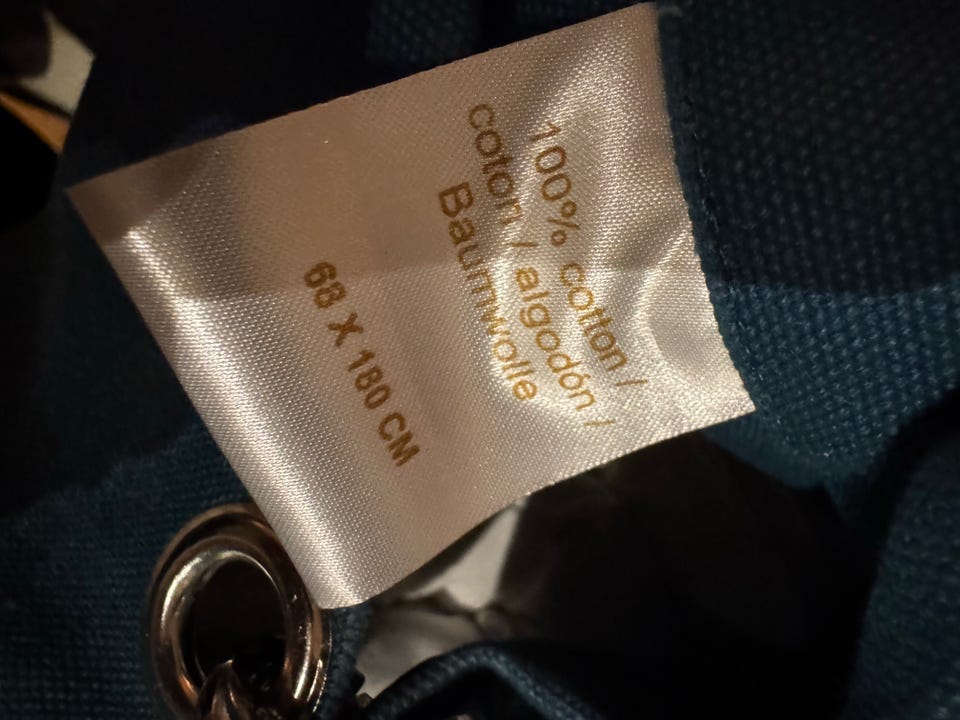 100% cotton /
coton / algodón /
Baumwolle
68 X 180 CM